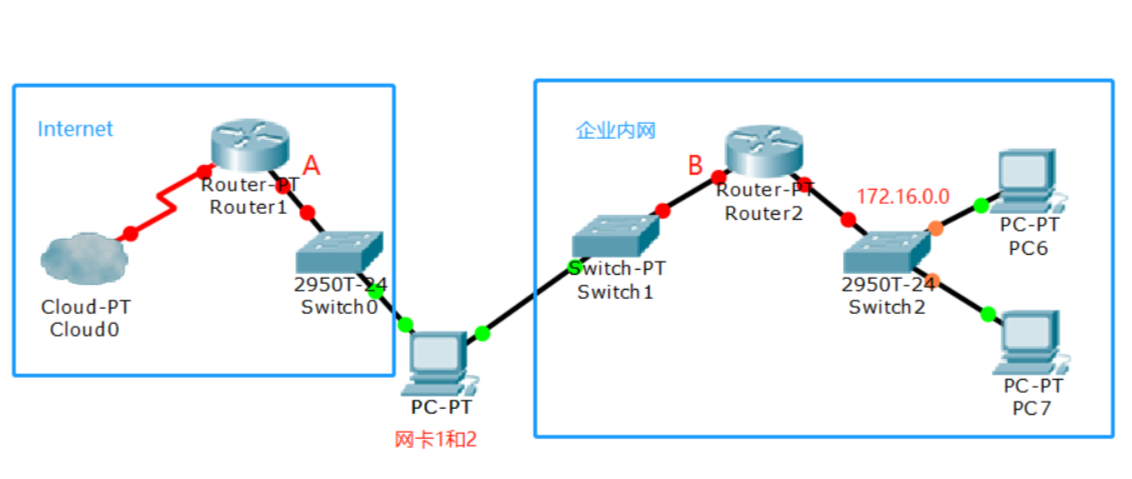 Internet
A
Router-PT
Router1
2950T-24
Switch0
Cloud-PT
Cloud0
PC-PT
网卡1和2
企业内网
B
Router-PT
Router2
172.16.0.0
Switch-PT
Switch1
2950T-24
Switch2
PC-PT
PC6
PC-PT
PC7